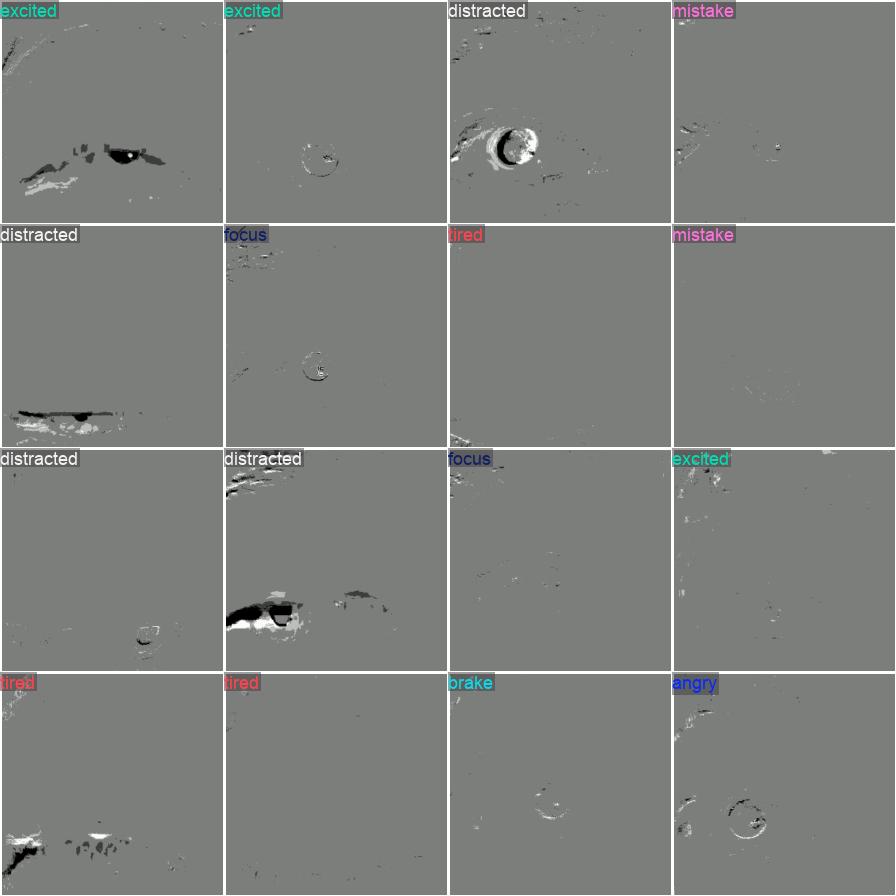 excited
excited
distracted
mistake
distracted
focus
tired
mistake
distracted
distracted
focus
excited
tired
tired
brake
angry